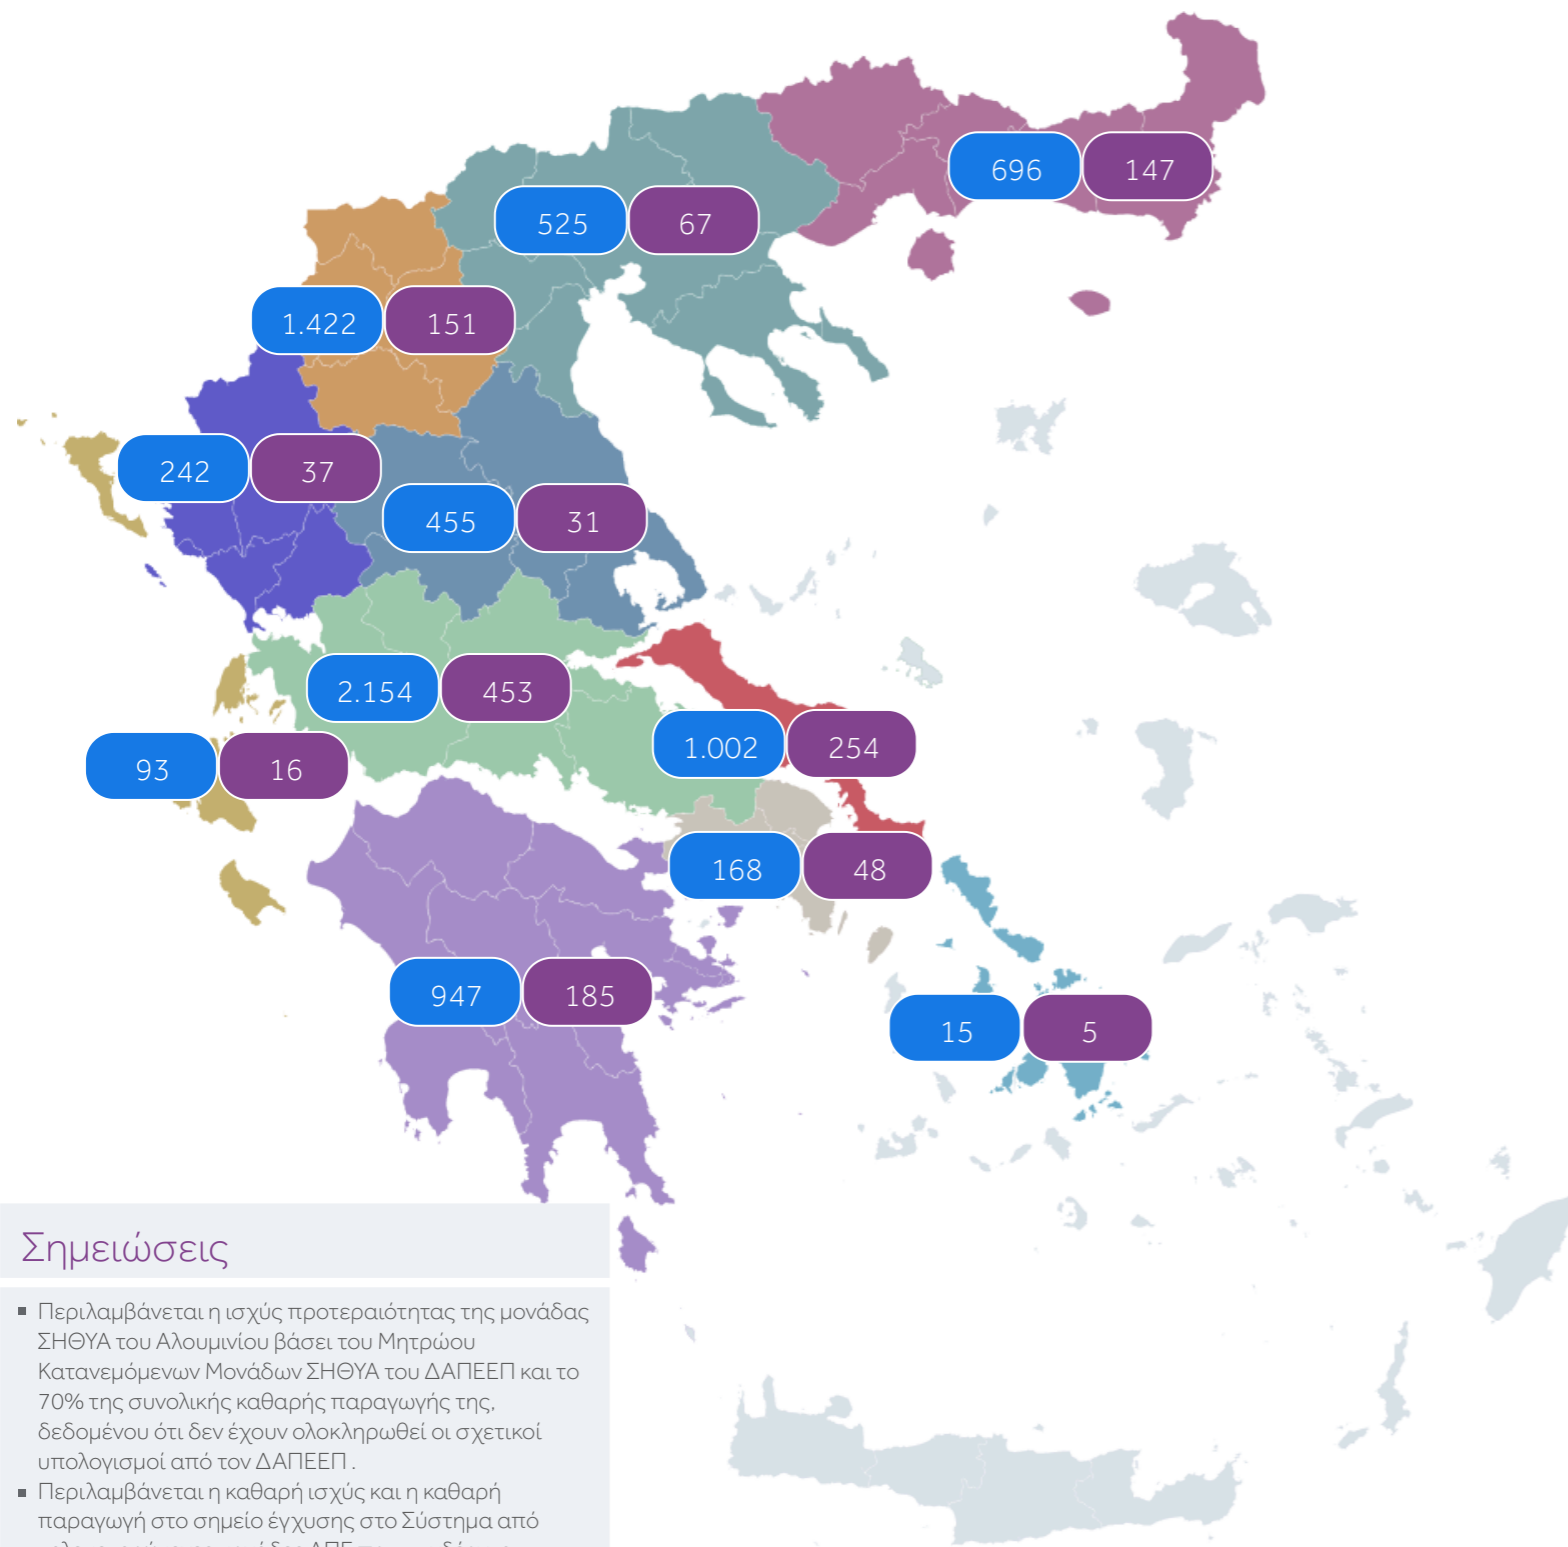 696 147
525 67
1.422 151
242 37
455 31
2.154 453
1.002 254
93 16
168 48
947 185
15 5
Σημειώσεις
▪ Περιλαμβάνεται η ισχύς προτεραιότητας της μονάδας
ΣΗΘΥΑ του Αλουμινίου βάσει του Μητρώου
Κατανεμόμενων Μονάδων ΣΗΘΥΑ του ΔΑΠΕΕΠ και το
70% της συνολικής καθαρής παραγωγής της,
δεδομένου ότι δεν έχουν ολοκληρωθεί οι σχετικοί
υπολογισμοί από τον ΔΑΠΕΕΠ .
▪ Περιλαμβάνεται η καθαρή ισχύς και η καθαρή
παραγωγή στο σημείο έγχυσης στο Σύστημα από